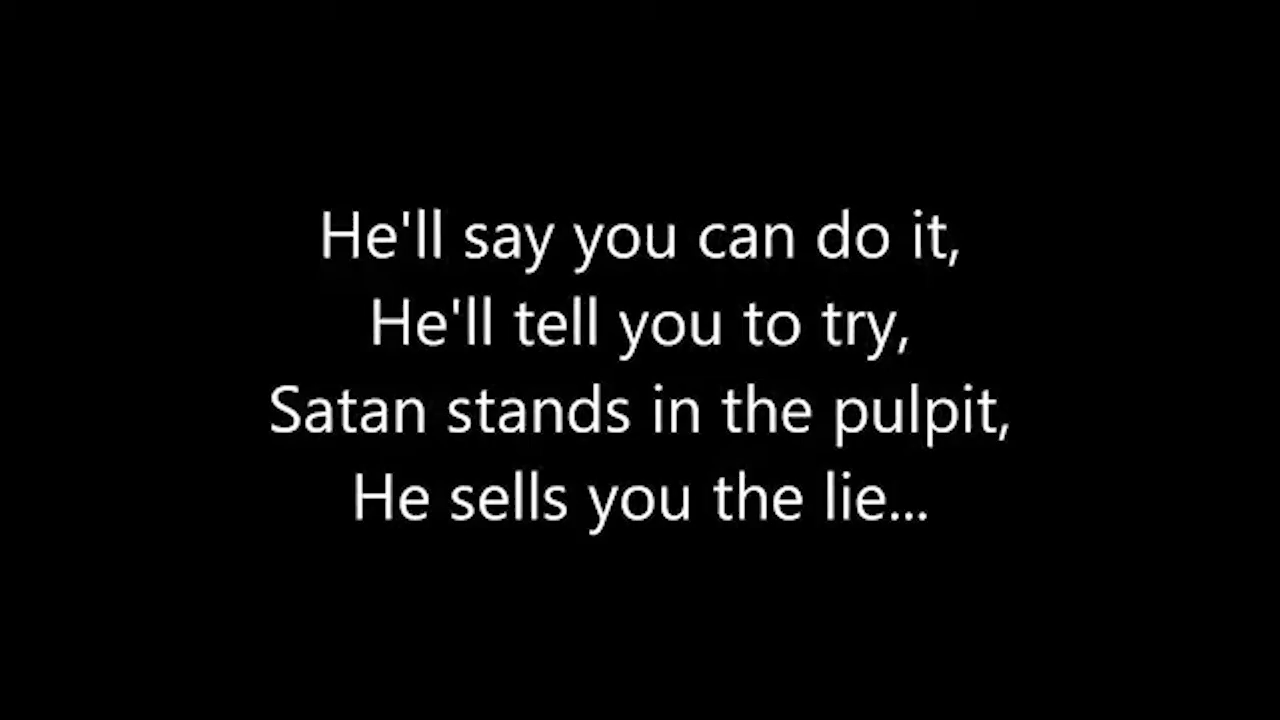 He'll say you can do it,
He'll tell you to try,
Satan stands in the pulpit,
He sells you the lie...